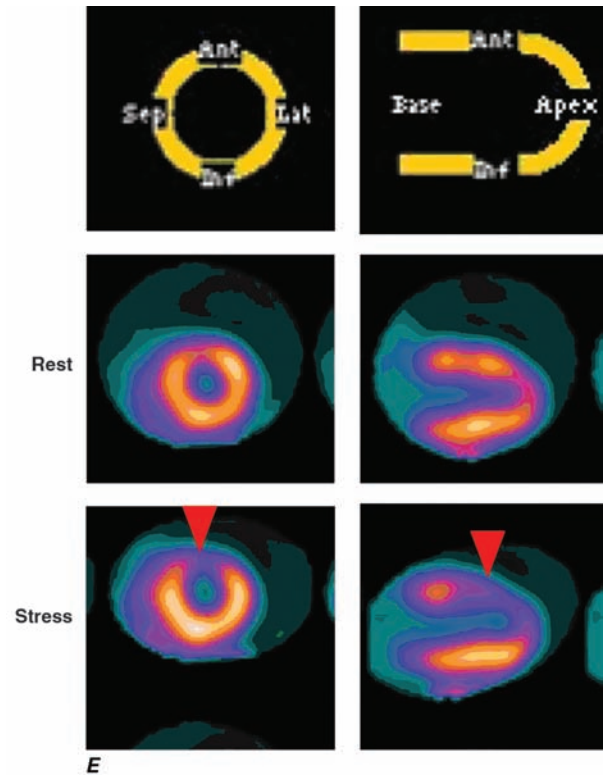 Ant
Sep
Lat
Inf
Ant
Base
Apex
Inf
Rest
Stress
E